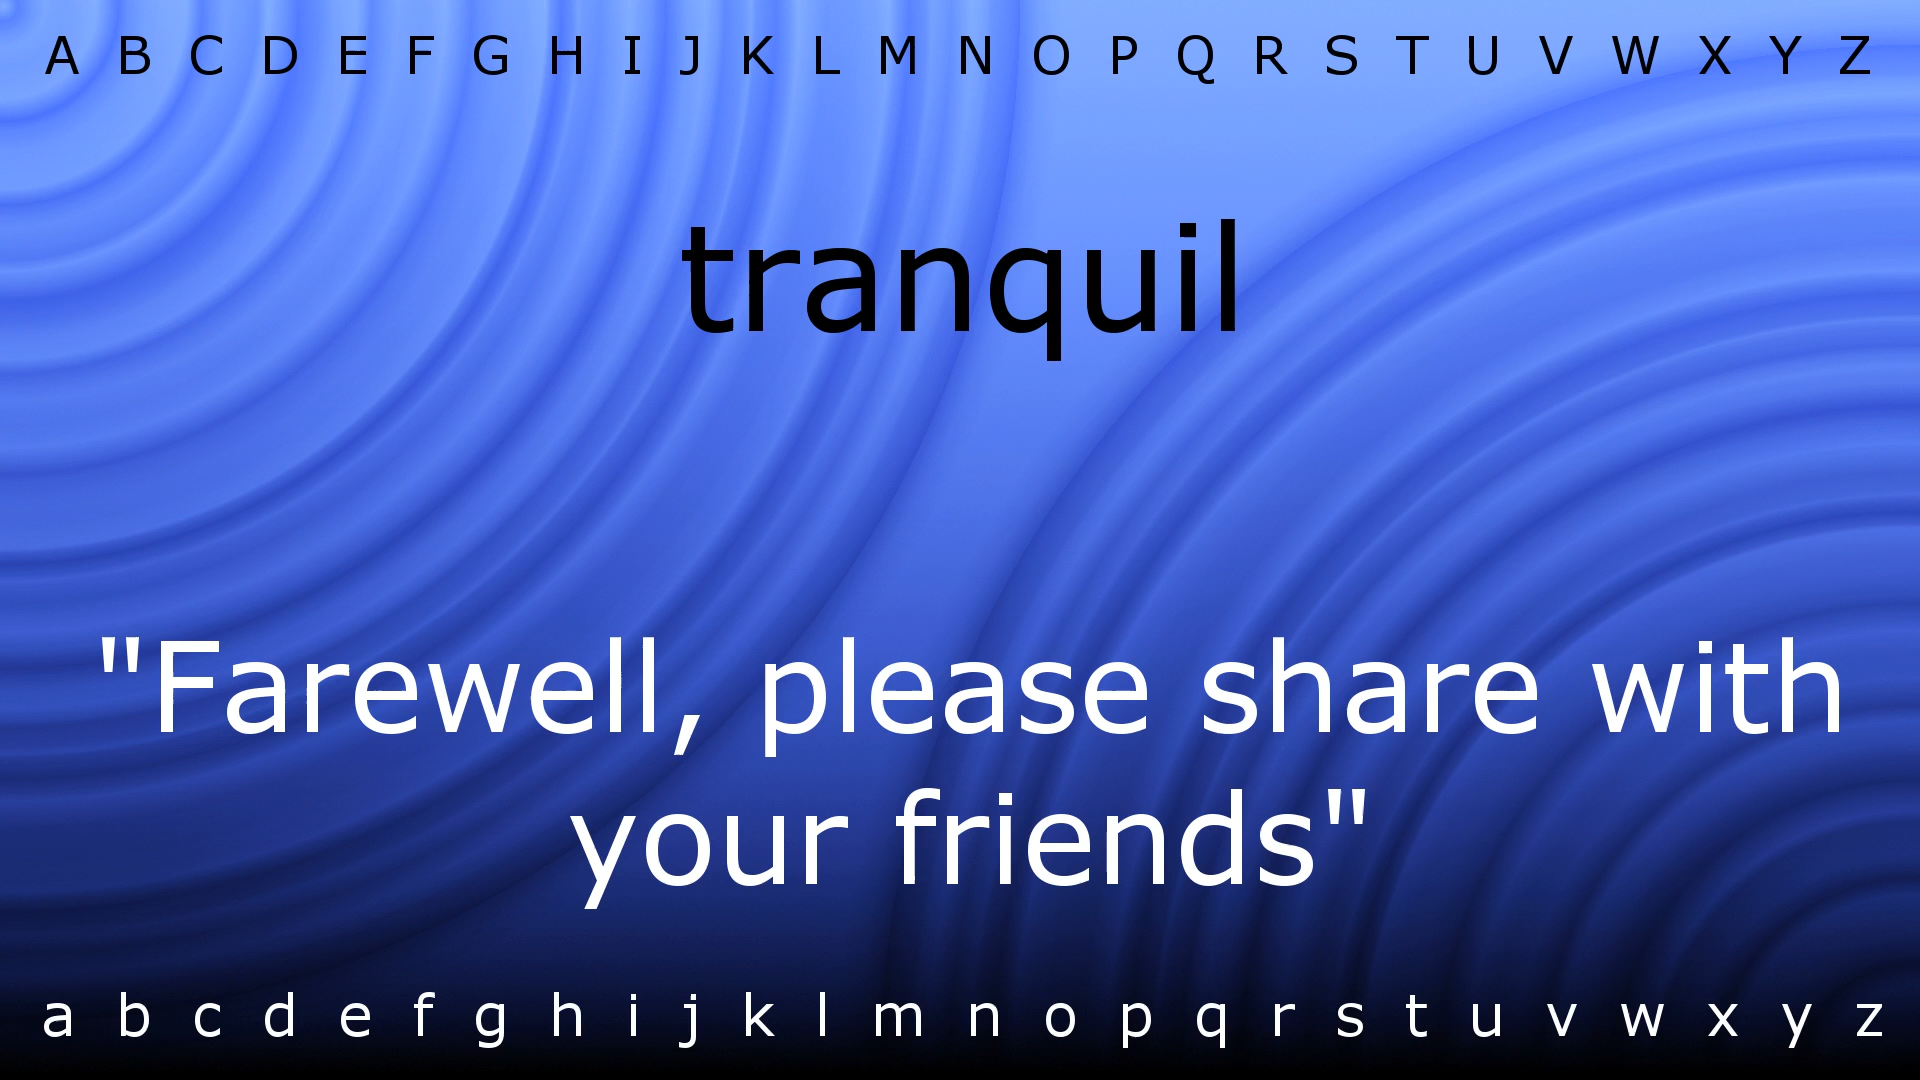 A B C D E F G H I J K L M N O P Q R S T U V W X Y Z
tranquil
"Farewell, please share with
your friends"
a b c d e f g h i j k l m n o p q r s t u v w x y z